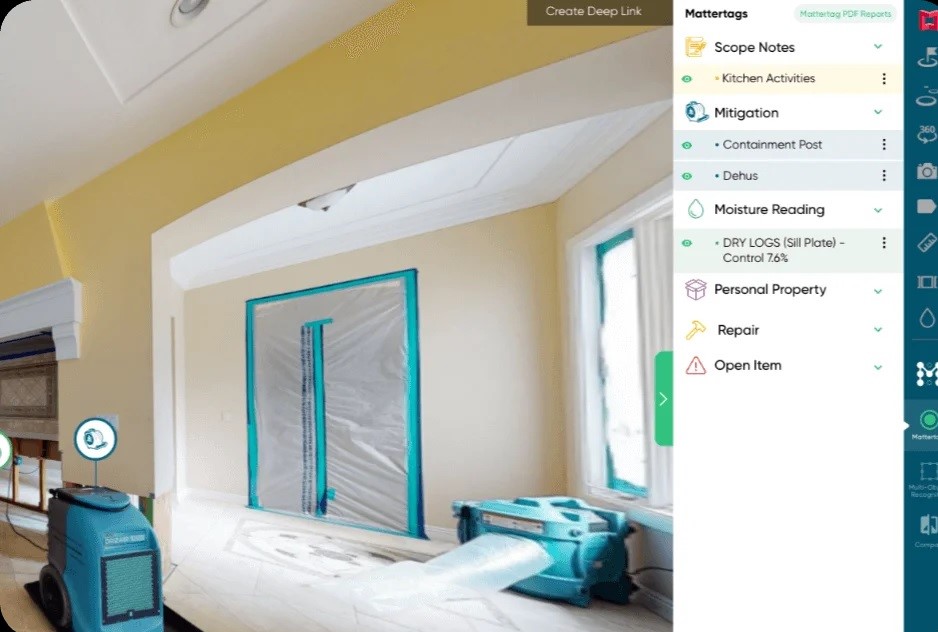 Create Deep Link
Mattertags
Mattertag PDF Reports
Scope Notes
• Kitchen Activities
Mitigation
• Containment Post
• Dehus
Moisture Reading
• DRY LOGS (Sill Plate) -
Control 7.6%
Personal Property
Repair
Open Item
360